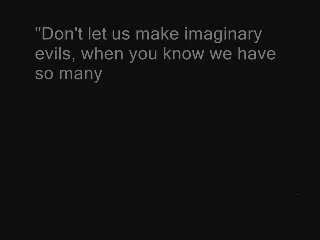 "Don't let us make imaginary
evils, when you know we have
so many